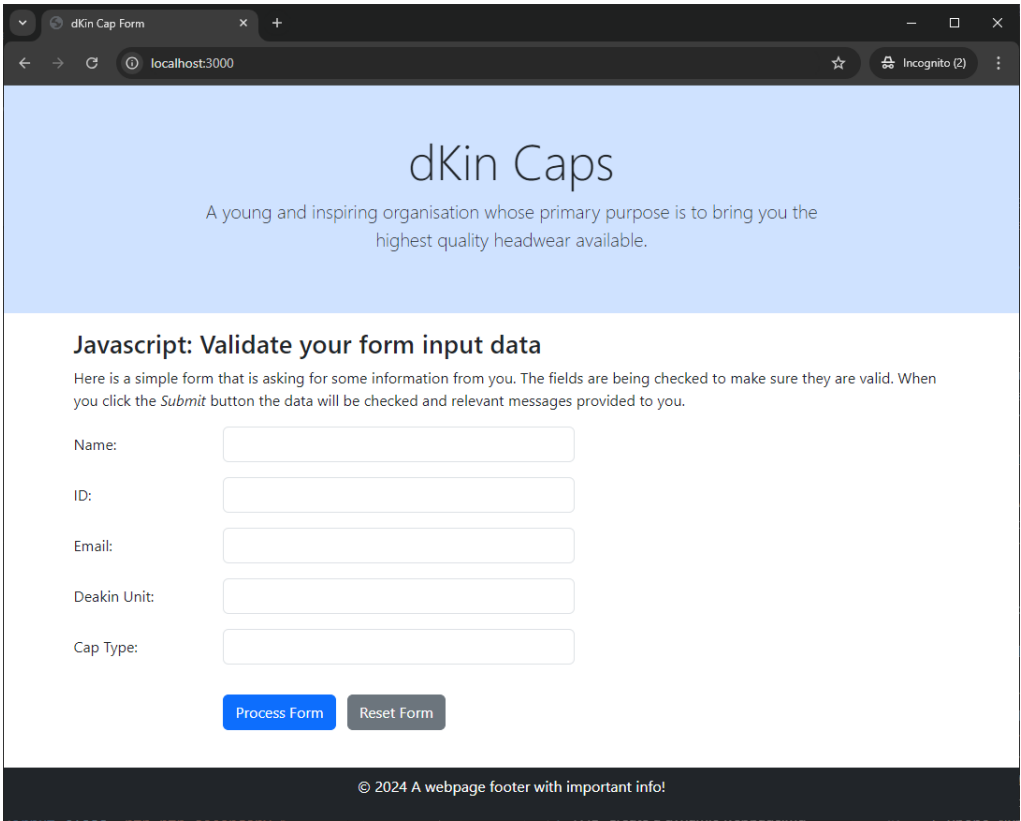 dKin Cap Form
localhost:3000
Incognito (2)
dKin Caps
A young and inspiring organisation whose primary purpose is to bring you the
highest quality headwear available.
Javascript: Validate your form input data
Here is a simple form that is asking for some information from you. The fields are being checked to make sure they are valid. When
you click the Submit button the data will be checked and relevant messages provided to you.
Name:
ID:
Email:
Deakin Unit:
Cap Type:
Process Form Reset Form
© 2024 A webpage footer with important info!